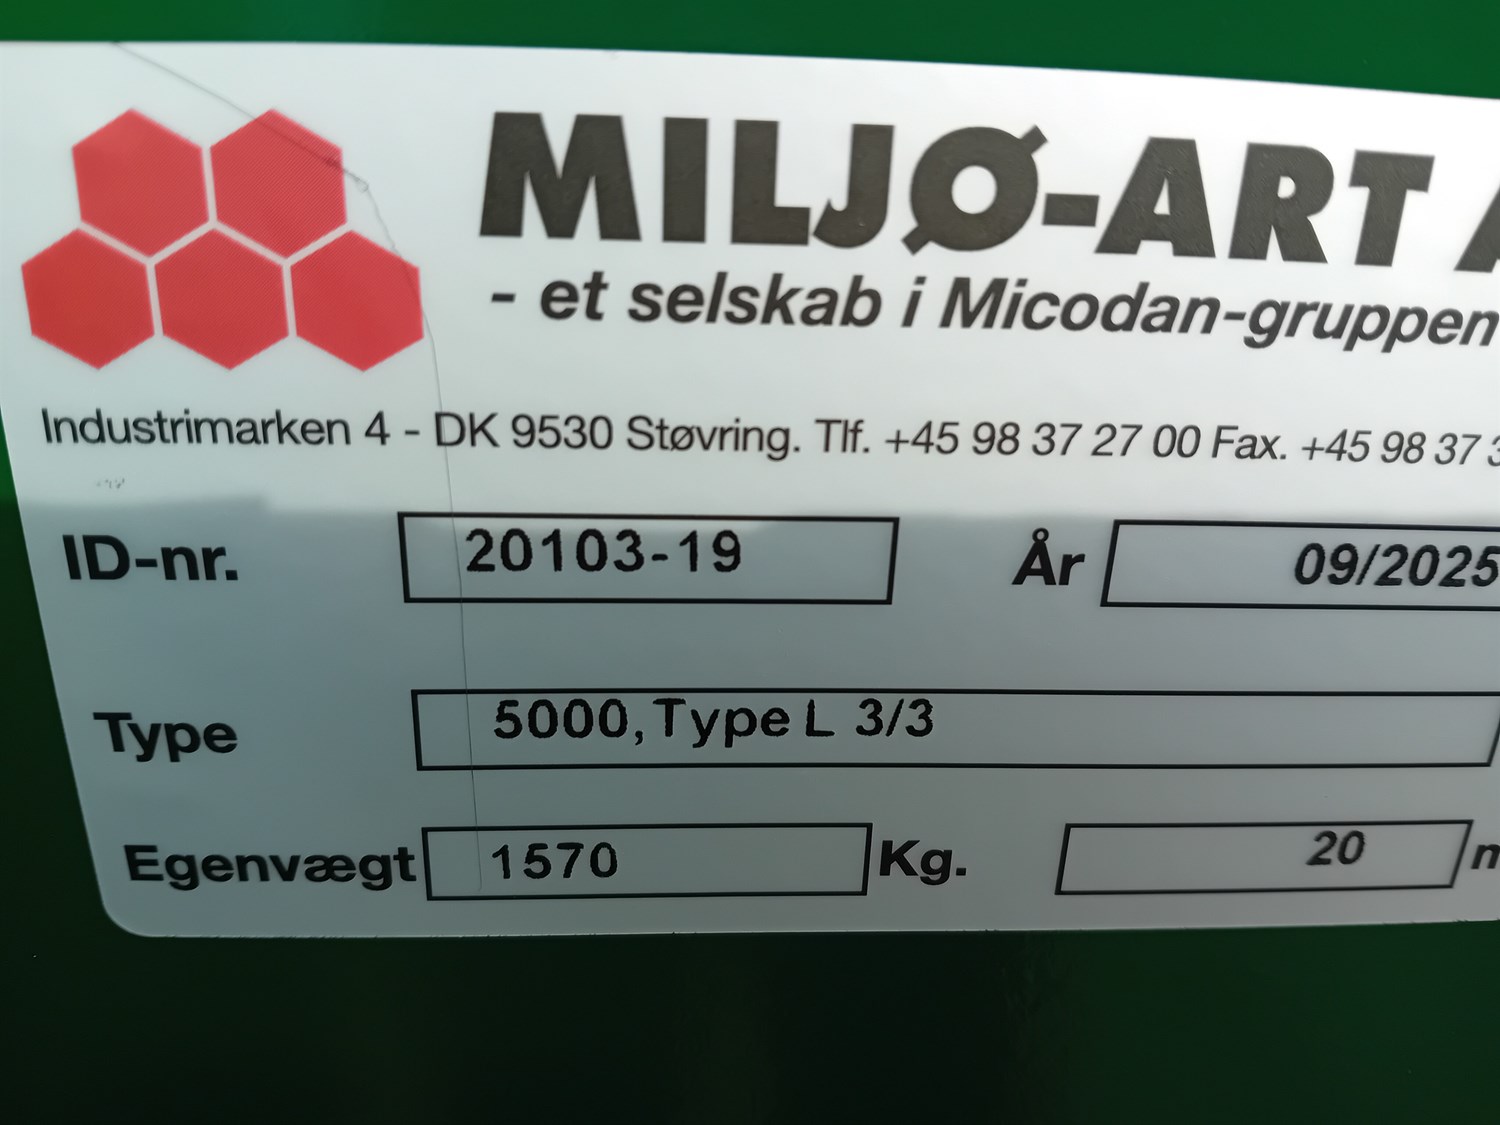 MILJØ-ART
- et selskab i Micodan-gruppen
Industrimarken 4 - DK 9530 Støvring. Tlf. +45 98 37 27 00 Fax. +45 98 37
ID-nr. 20103-19 År 09/2025
Type 5000, Type L 3/3
Egenvægt 1570 Kg. 20